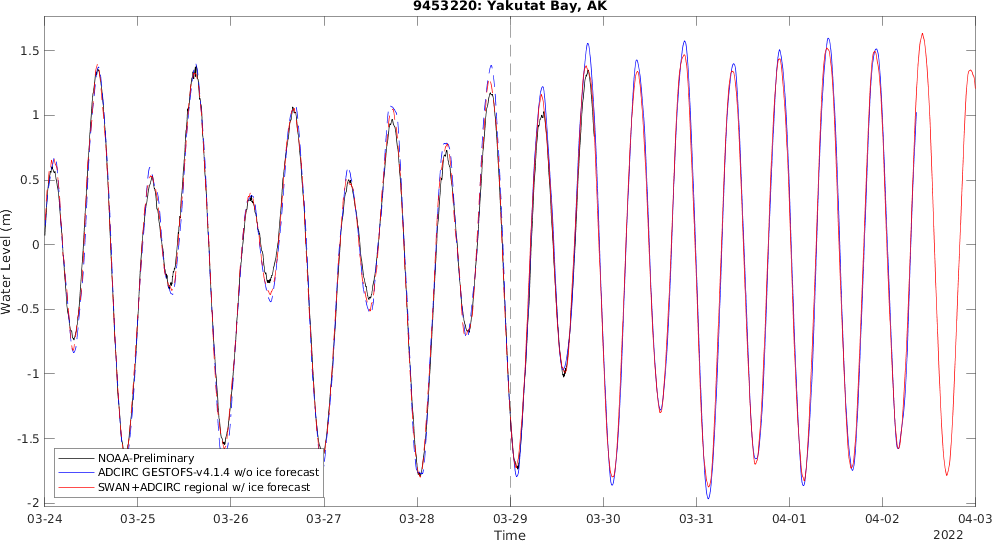 9453220: Yakutat Bay, AK
Water Level (m)
1.5
1
0.5
0
-0.5
-1
-1.5
-2
NOAA-Preliminary
ADCIRC GESTOFS-v4.1.4 w/o ice forecast
SWAN+ADCIRC regional w/ ice forecast
03-24 03-25 03-26 03-27 03-28 03-29 03-30 03-31 04-01 04-02 04-03
Time
2022